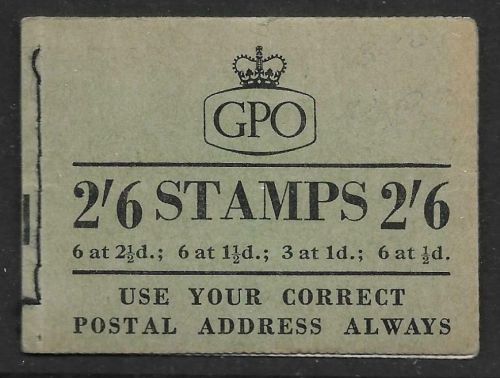 GPO
2/6 STAMPS 2/6
6 at 2½d.; 6 at 1½d.; 3 at 1d.; 6 at ½d.
USE YOUR CORRECT
POSTAL ADDRESS ALWAYS